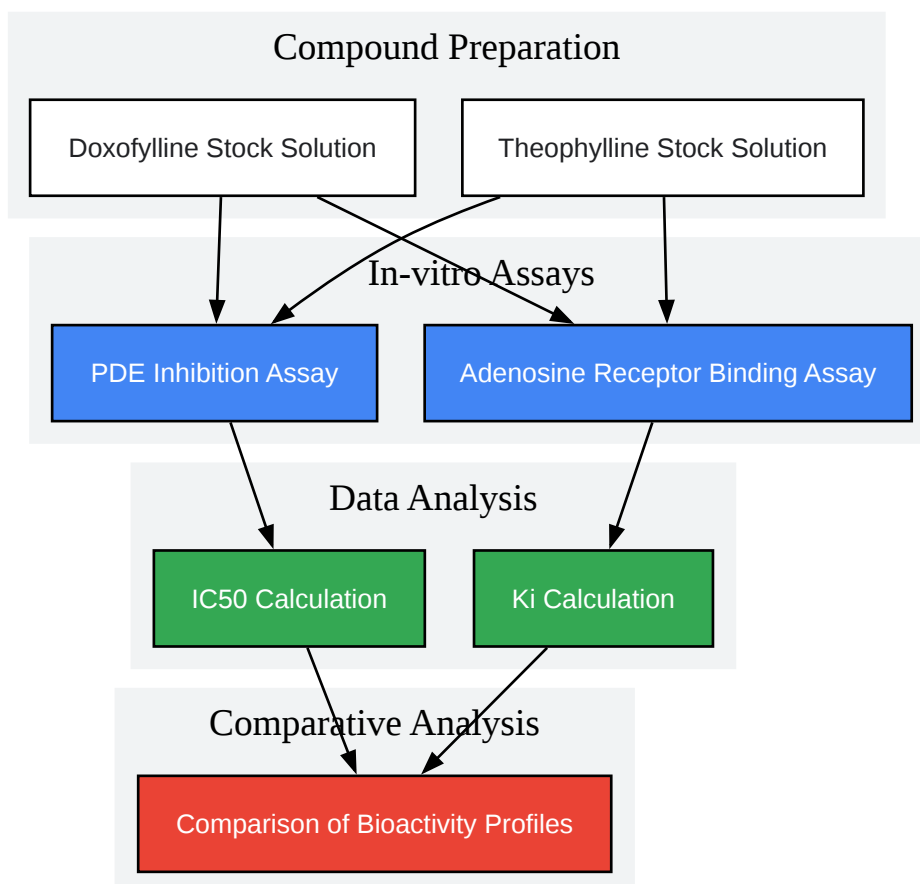 Compound Preparation
Doxofylline Stock Solution
Theophylline Stock Solution
In-vitro Assays
PDE Inhibition Assay
Adenosine Receptor Binding Assay
Data Analysis
IC50 Calculation
Ki Calculation
Comparative Analysis
Comparison of Bioactivity Profiles